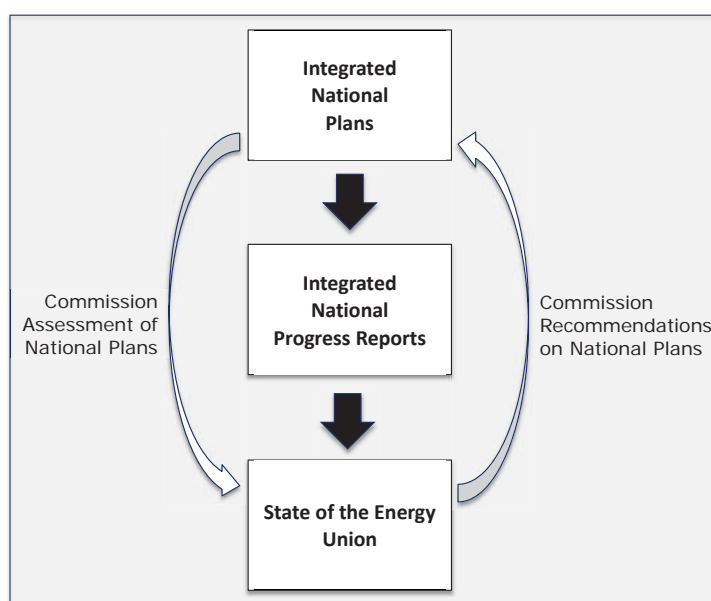 Integrated
National
Plans
Integrated
National
Progress Reports
Commission
Assessment of
National Plans
Commission
Recommendations
on National Plans
State of the Energy
Union